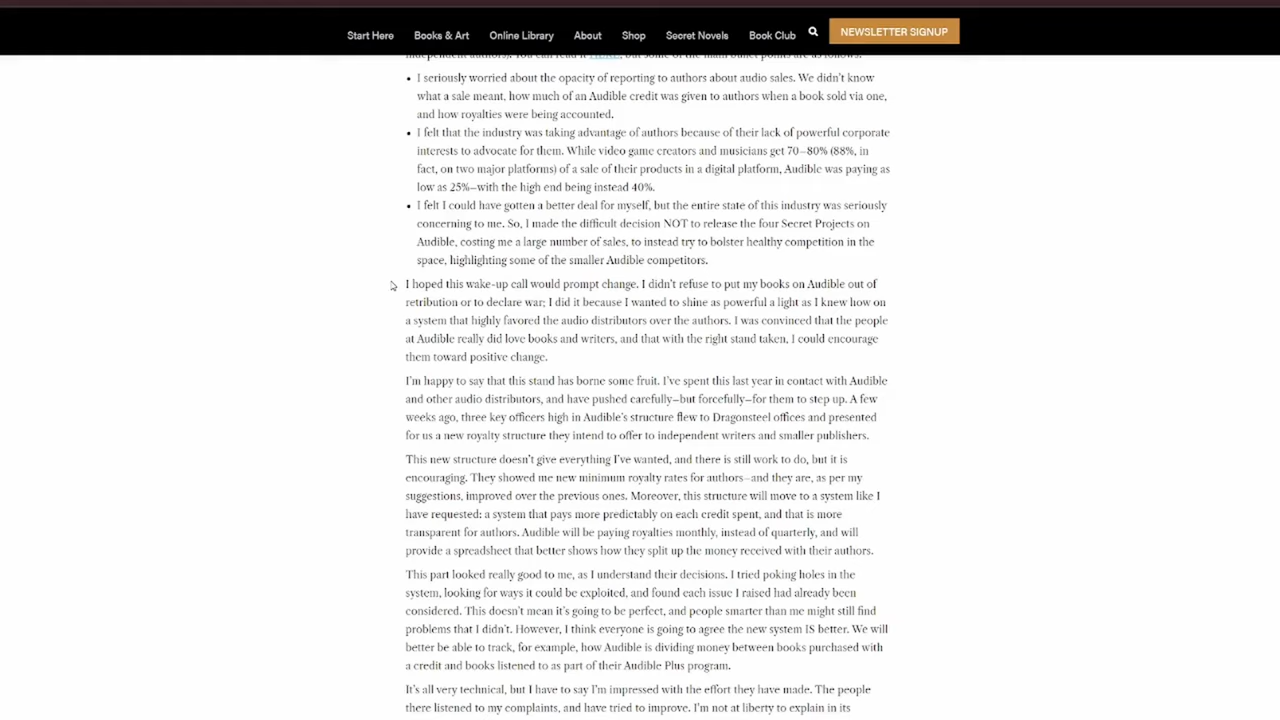 Start Here Books & Art Online Library About Shop Secret Novels Book Club NEWSLETTER SIGNUP
independent authors). You can read it HERE, but some of the main bullet points are as follows:
• I seriously worried about the opacity of reporting to authors about audio sales. We didn't know
what a sale meant, how much of an Audible credit was given to authors when a book sold via one,
and how royalties were being accounted.
• I felt that the industry was taking advantage of authors because of their lack of powerful corporate
interests to advocate for them. While video game creators and musicians get 70–80% (88%, in
fact, on two major platforms) of a sale of their products in a digital platform, Audible was paying as
low as 25%—with the high end being instead 40%.
• I felt I could have gotten a better deal for myself, but the entire state of this industry was seriously
concerning to me. So, I made the difficult decision NOT to release the four Secret Projects on
Audible, costing me a large number of sales, to instead try to bolster healthy competition in the
space, highlighting some of the smaller Audible competitors.
I hoped this wake-up call would prompt change. I didn't refuse to put my books on Audible out of
retribution or to declare war; I did it because I wanted to shine as powerful a light as I knew how on
a system that highly favored the audio distributors over the authors. I was convinced that the people
at Audible really did love books and writers, and that with the right stand taken, I could encourage
them toward positive change.
I'm happy to say that this stand has borne some fruit. I've spent this last year in contact with Audible
and other audio distributors, and have pushed carefully—but forcefully—for them to step up. A few
weeks ago, three key officers high in Audible's structure flew to Dragonsteel offices and presented
for us a new royalty structure they intend to offer to independent writers and smaller publishers.
This new structure doesn't give everything I've wanted, and there is still work to do, but it is
encouraging. They showed me new minimum royalty rates for authors—and they are, as per my
suggestions, improved over the previous ones. Moreover, this structure will move to a system like I
have requested: a system that pays more predictably on each credit spent, and that is more
transparent for authors. Audible will be paying royalties monthly, instead of quarterly, and will
provide a spreadsheet that better shows how they split up the money received with their authors.
This part looked really good to me, as I understand their decisions. I tried poking holes in the
system, looking for ways it could be exploited, and found each issue I raised had already been
considered. This doesn't mean it's going to be perfect, and people smarter than me might still find
problems that I didn't. However, I think everyone is going to agree the new system IS better. We will
better be able to track, for example, how Audible is dividing money between books purchased with
a credit and books listened to as part of their Audible Plus program.
It's all very technical, but I have to say I'm impressed with the effort they have made. The people
there listened to my complaints, and have tried to improve. I'm not at liberty to explain in its